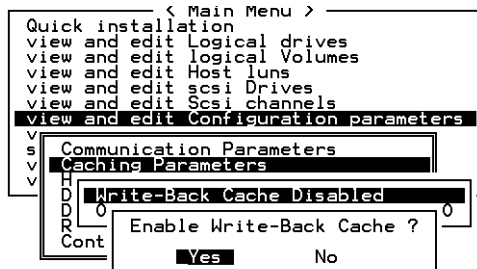 < Main Menu >
Quick installation
view and edit Logical drives
view and edit logical Volumes
view and edit Host luns
view and edit scsi Drives
view and edit Scsi channels
view and edit Configuration parameters
v
s Communication Parameters
v Caching Parameters
v H
D Write-Back Cache Disabled
D O O
R Enable Write-Back Cache ?
Cont
Yes No